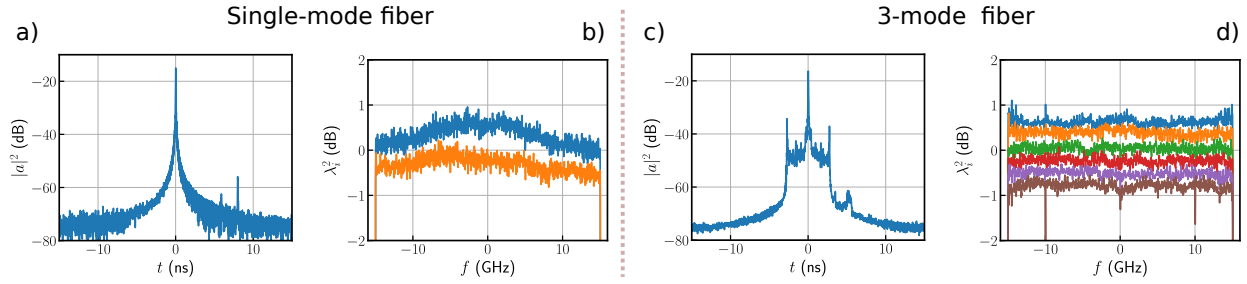 Single-mode fiber
3-mode fiber
a)
b)
c)
d)
−20
−40
−60
−80
|a|² (dB)
−10
0
10
t (ns)
2
1
0
−1
−2
λᵢ² (dB)
−10
0
10
f (GHz)
−20
−40
−60
−80
|a|² (dB)
−10
0
10
t (ns)
2
1
0
−1
−2
λᵢ² (dB)
−10
0
10
f (GHz)